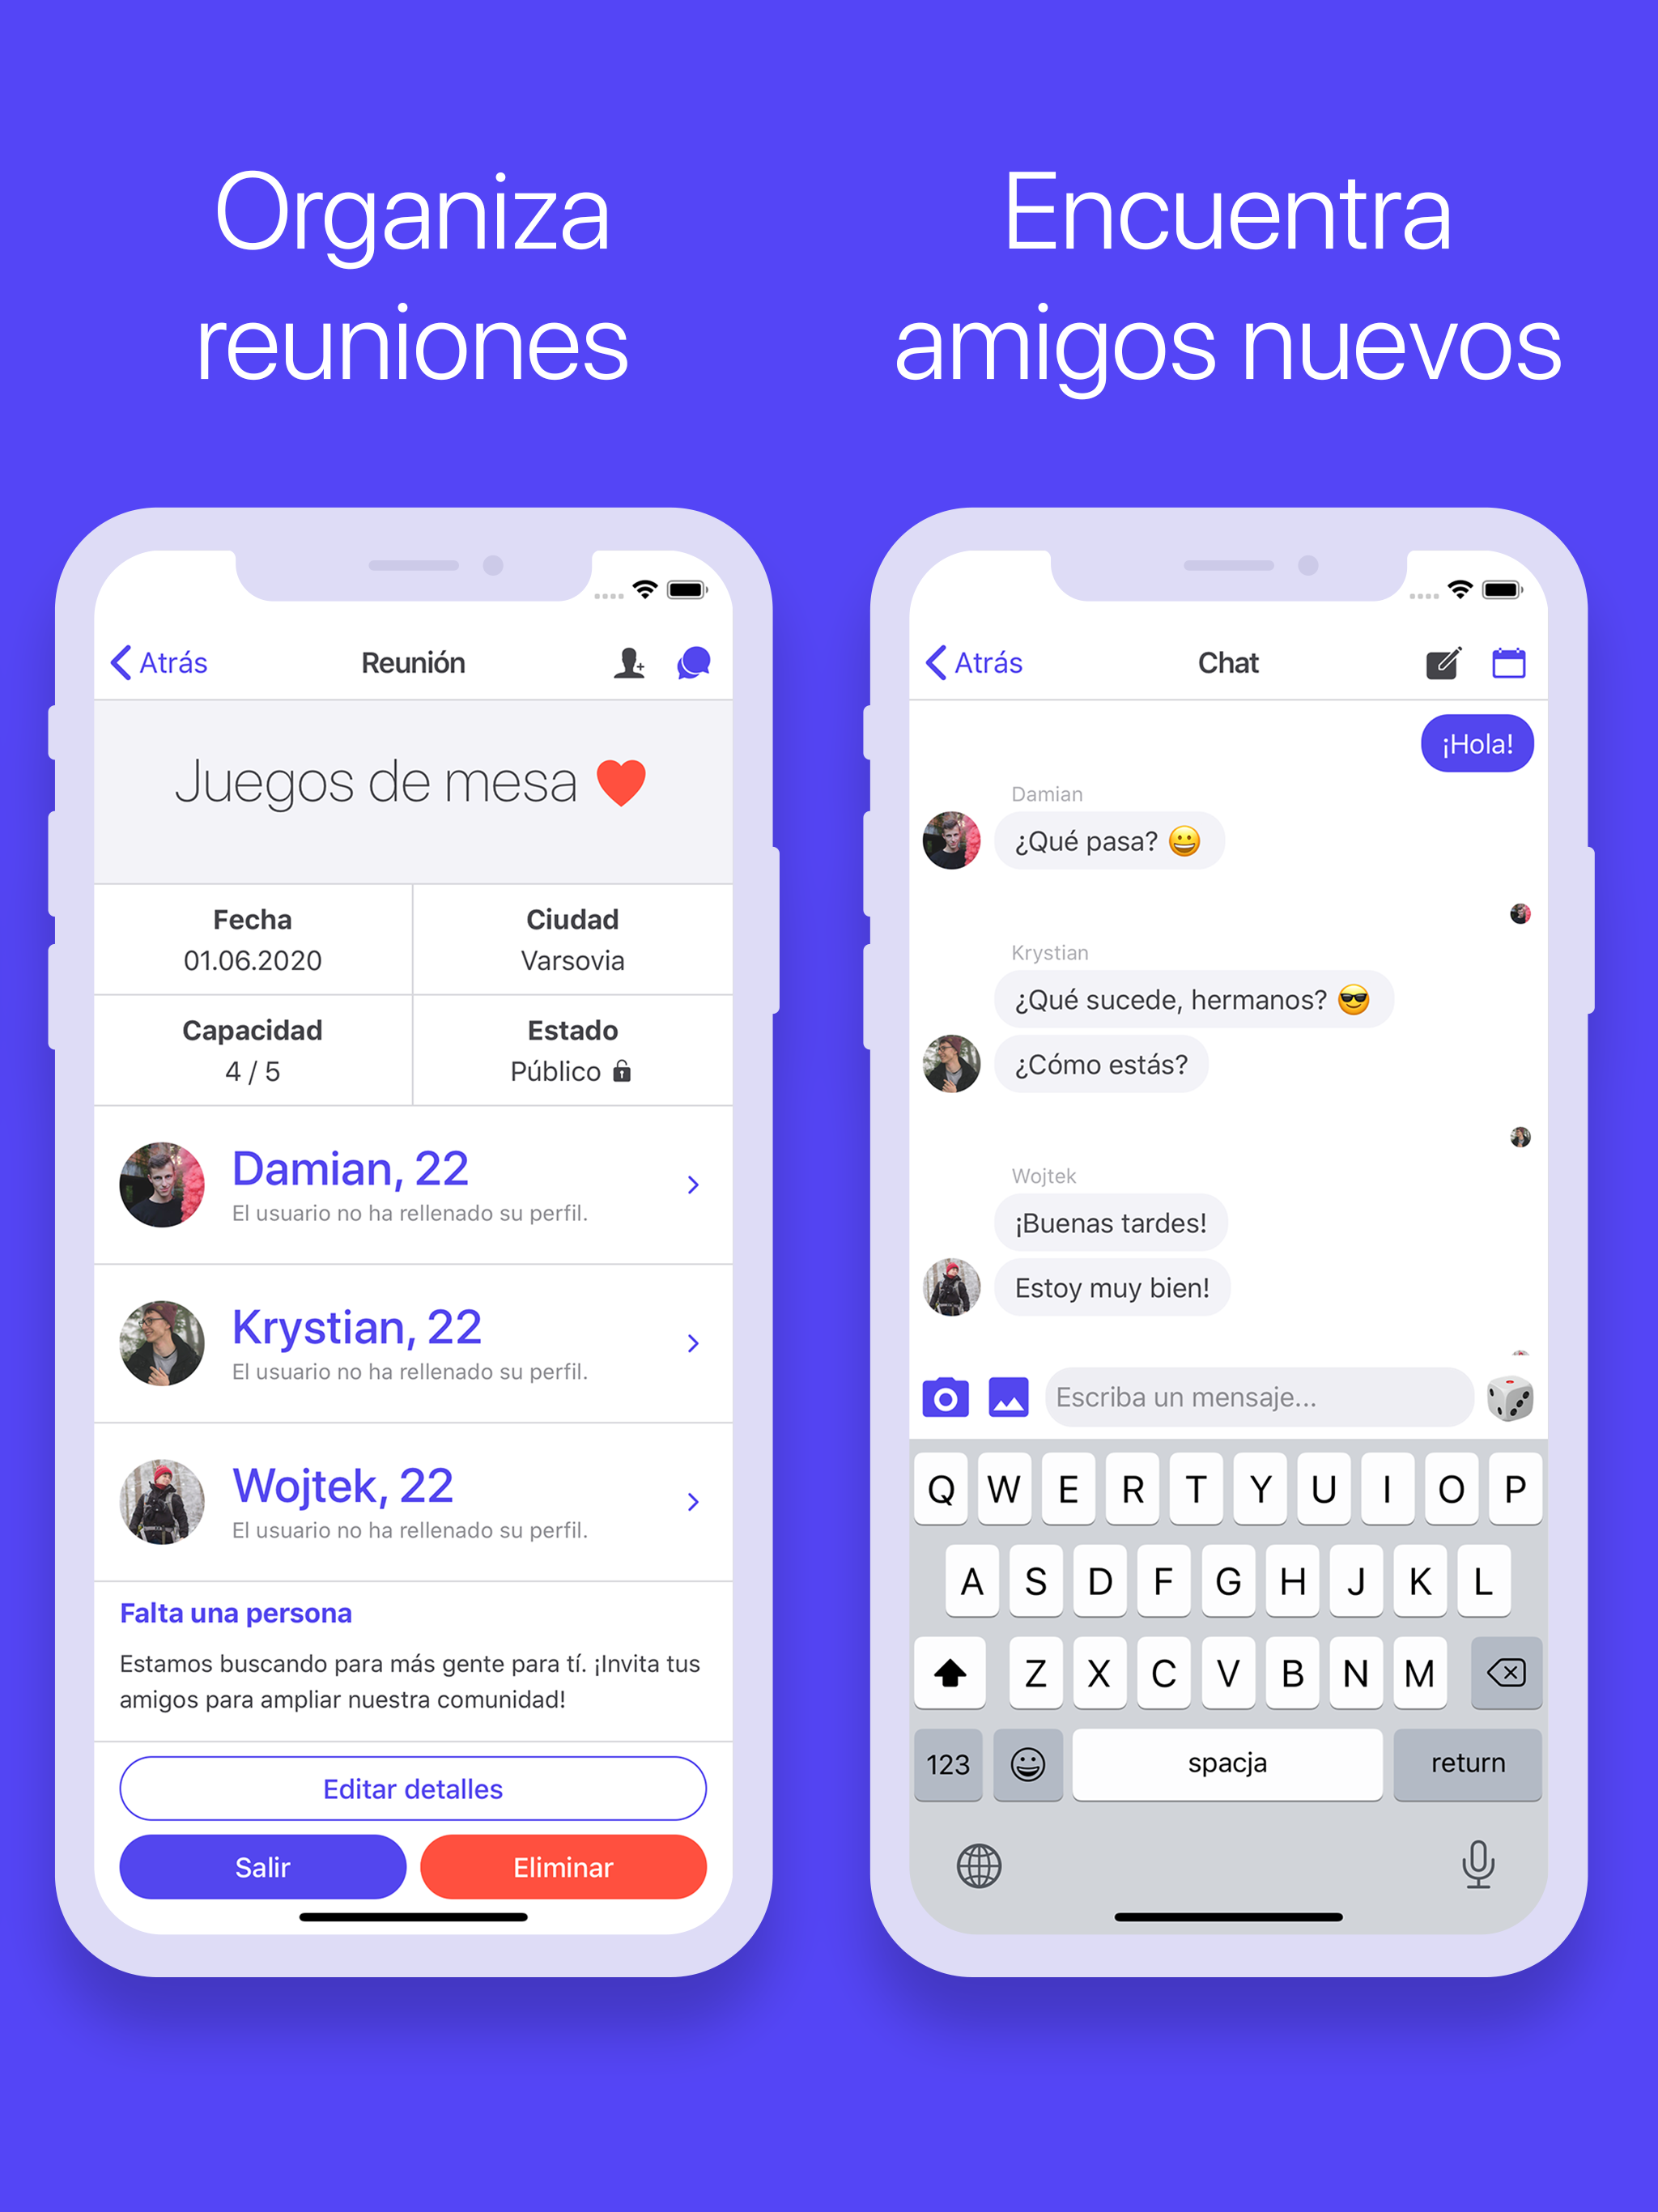 Organiza
reuniones
Encuentra
amigos nuevos
Atrás
Reunión
Juegos de mesa ❤️
Fecha
01.06.2020
Ciudad
Varsovia
Capacidad
4 / 5
Estado
Público
Damian, 22
El usuario no ha rellenado su perfil.
Krystian, 22
El usuario no ha rellenado su perfil.
Wojtek, 22
El usuario no ha rellenado su perfil.
Falta una persona
Estamos buscando para más gente para tí. ¡Invita tus
amigos para ampliar nuestra comunidad!
Editar detalles
Salir
Eliminar
Atrás
Chat
¡Hola!
Damian
¿Qué pasa? 😀
Krystian
¿Qué sucede, hermanos? 😎
¿Cómo estás?
Wojtek
¡Buenas tardes!
Estoy muy bien!
Escriba un mensaje...
Q W E R T Y U I O P
A S D F G H J K L
Z X C V B N M
123 spacja return